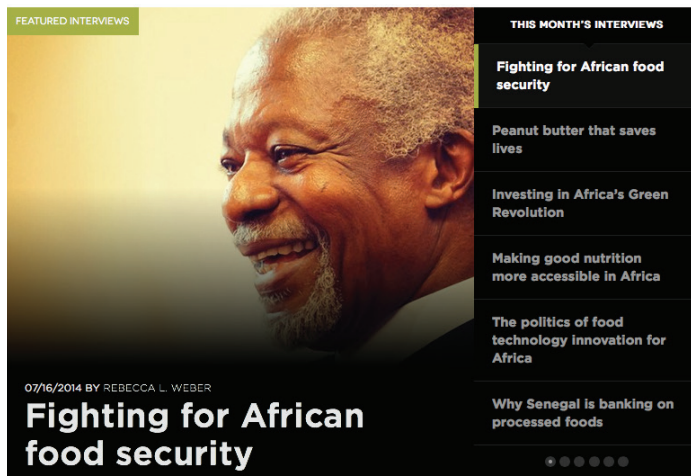 FEATURED INTERVIEWS
07/16/2014 BY REBECCA L. WEBER
Fighting for African
food security
THIS MONTH'S INTERVIEWS
Fighting for African food
security
Peanut butter that saves
lives
Investing in Africa's Green
Revolution
Making good nutrition
more accessible in Africa
The politics of food
technology innovation for
Africa
Why Senegal is banking on
processed foods